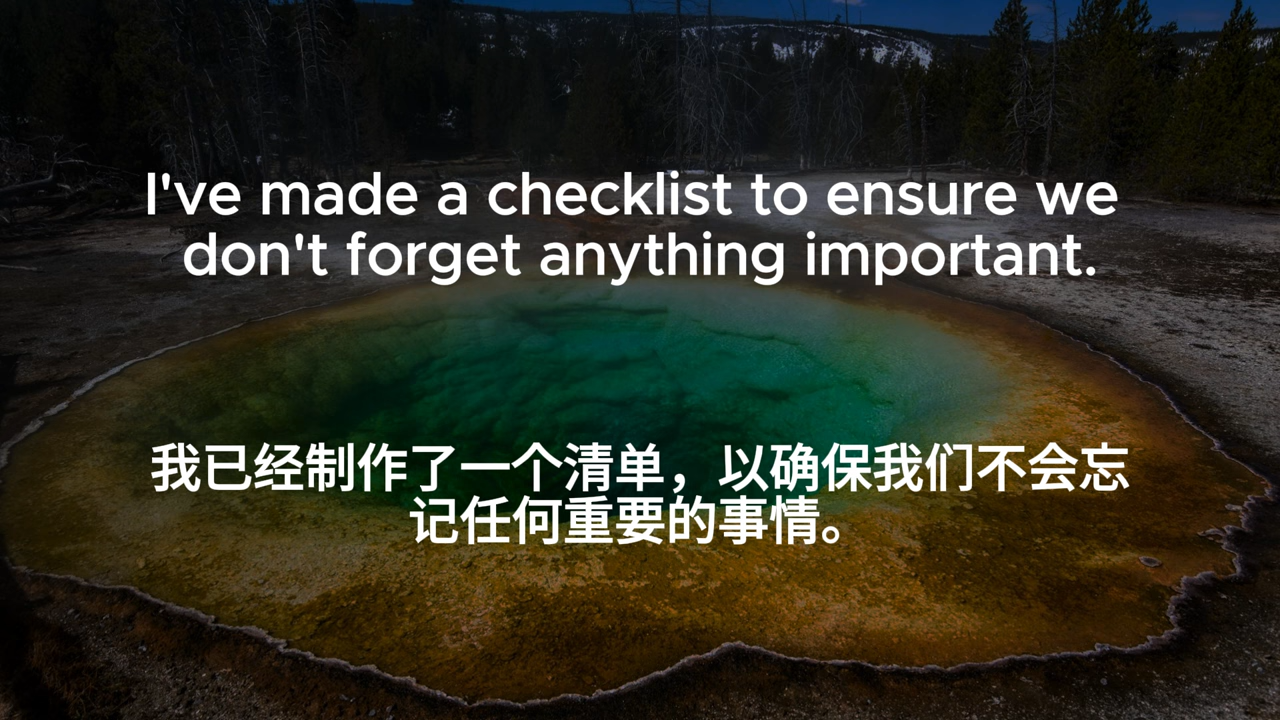 I've made a checklist to ensure we
don't forget anything important.
我已经制作了一个清单，以确保我们不会忘
记任何重要的事情。